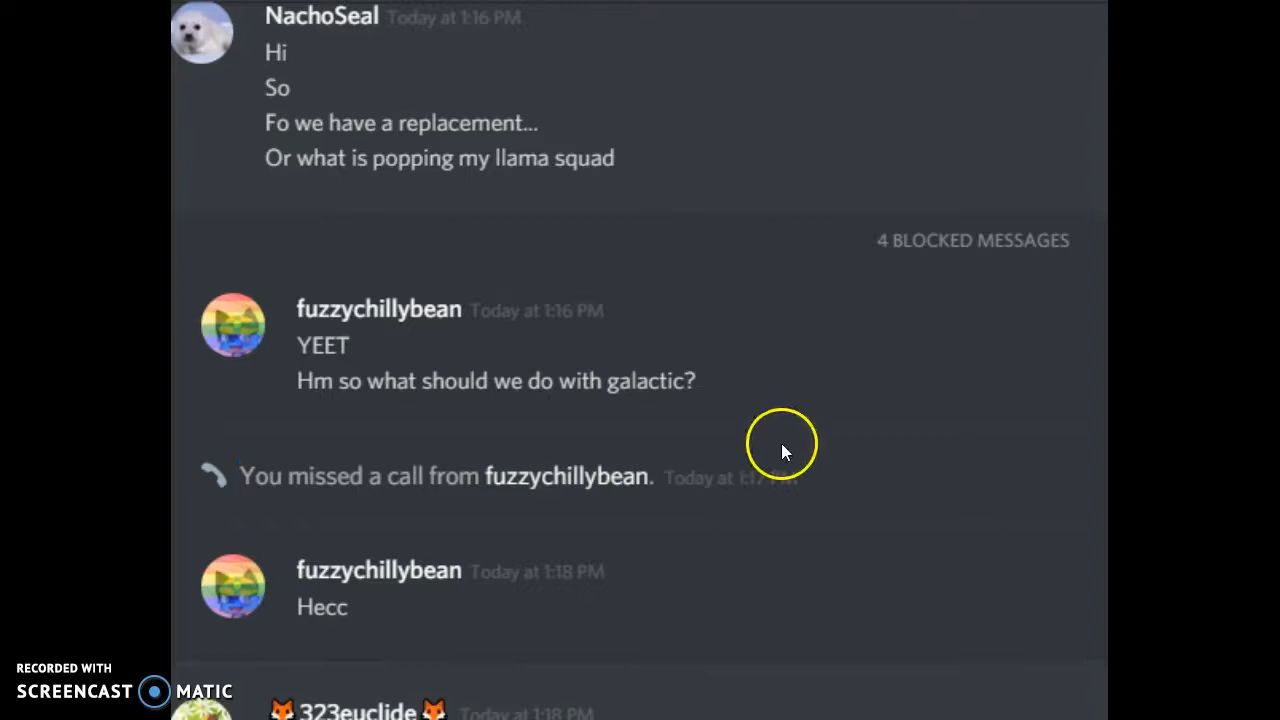 NachoSeal Today at 1:16 PM
Hi
So
Fo we have a replacement...
Or what is popping my llama squad
4 BLOCKED MESSAGES
fuzzychillybean Today at 1:16 PM
YEET
Hm so what should we do with galactic?
You missed a call from fuzzychillybean. Today at 1:17 PM
fuzzychillybean Today at 1:18 PM
Hecc
🦊323euclide🦊 Today at 1:18 PM
RECORDED WITH
SCREENCAST MATIC